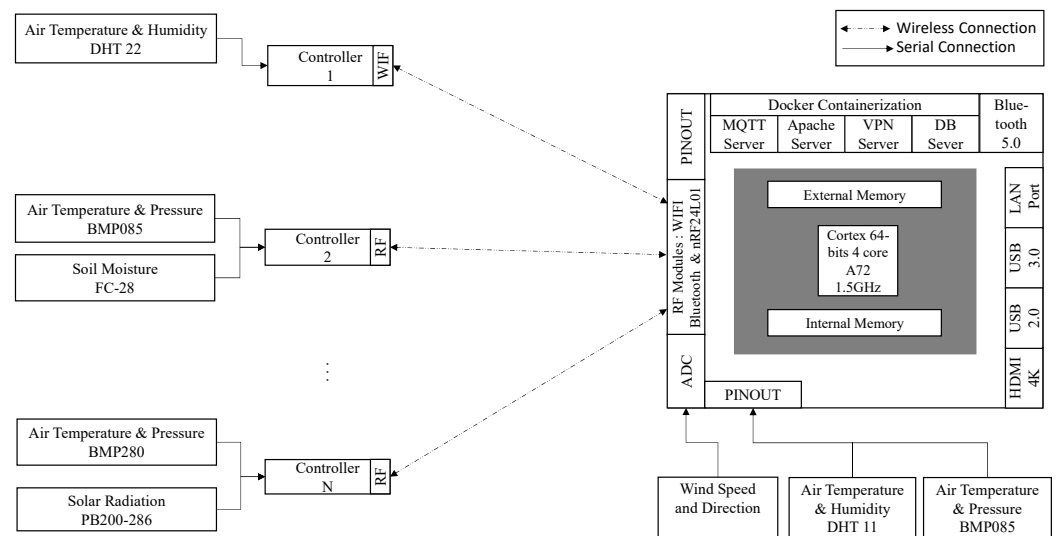 Air Temperature & Humidity
DHT 22
Controller
1
WIF
Wireless Connection
Serial Connection
Air Temperature & Pressure
BMP085
Soil Moisture
FC-28
Controller
2
RF
⋮
Air Temperature & Pressure
BMP280
Solar Radiation
PB200-286
Controller
N
RF
PINOUT
RF Modules : WIFI
Bluetooth & nRF24L01
ADC
Docker Containerization
MQTT
Server
Apache
Server
VPN
Server
DB
Sever
Blue-
tooth
5.0
External Memory
Cortex 64-
bits 4 core
A72
1.5GHz
Internal Memory
LAN
Port
USB
3.0
USB
2.0
HDMI
4K
PINOUT
Wind Speed
and Direction
Air Temperature
& Humidity
DHT 11
Air Temperature
& Pressure
BMP085